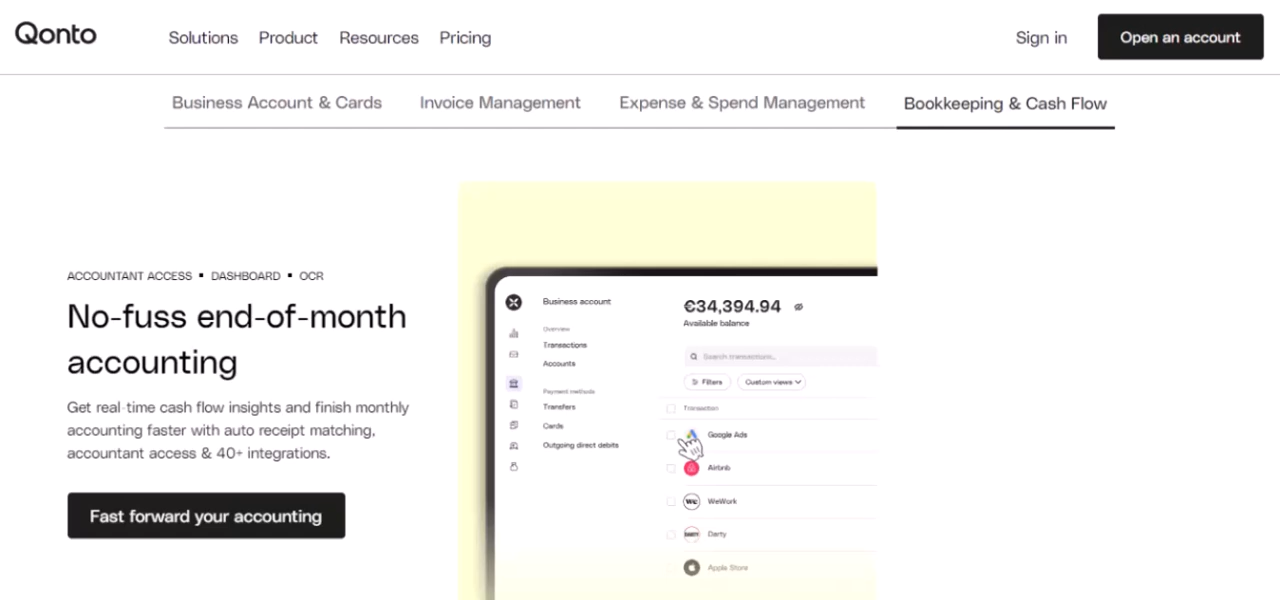 Qonto
Solutions Product Resources Pricing
Sign in
Open an account
Business Account & Cards Invoice Management Expense & Spend Management Bookkeeping & Cash Flow
ACCOUNTANT ACCESS ▪ DASHBOARD ▪ OCR
No-fuss end-of-month
accounting
Get real-time cash flow insights and finish monthly
accounting faster with auto receipt matching,
accountant access & 40+ integrations.
Fast forward your accounting
Business account
Overview
Transactions
Accounts
Payment methods
Transfers
Cards
Outgoing direct debits
€34,394.94
Available balance
Search transactions...
Filters Custom views
Transaction
Google Ads
Airbnb
We WeWork
DARTY Darty
Apple Store